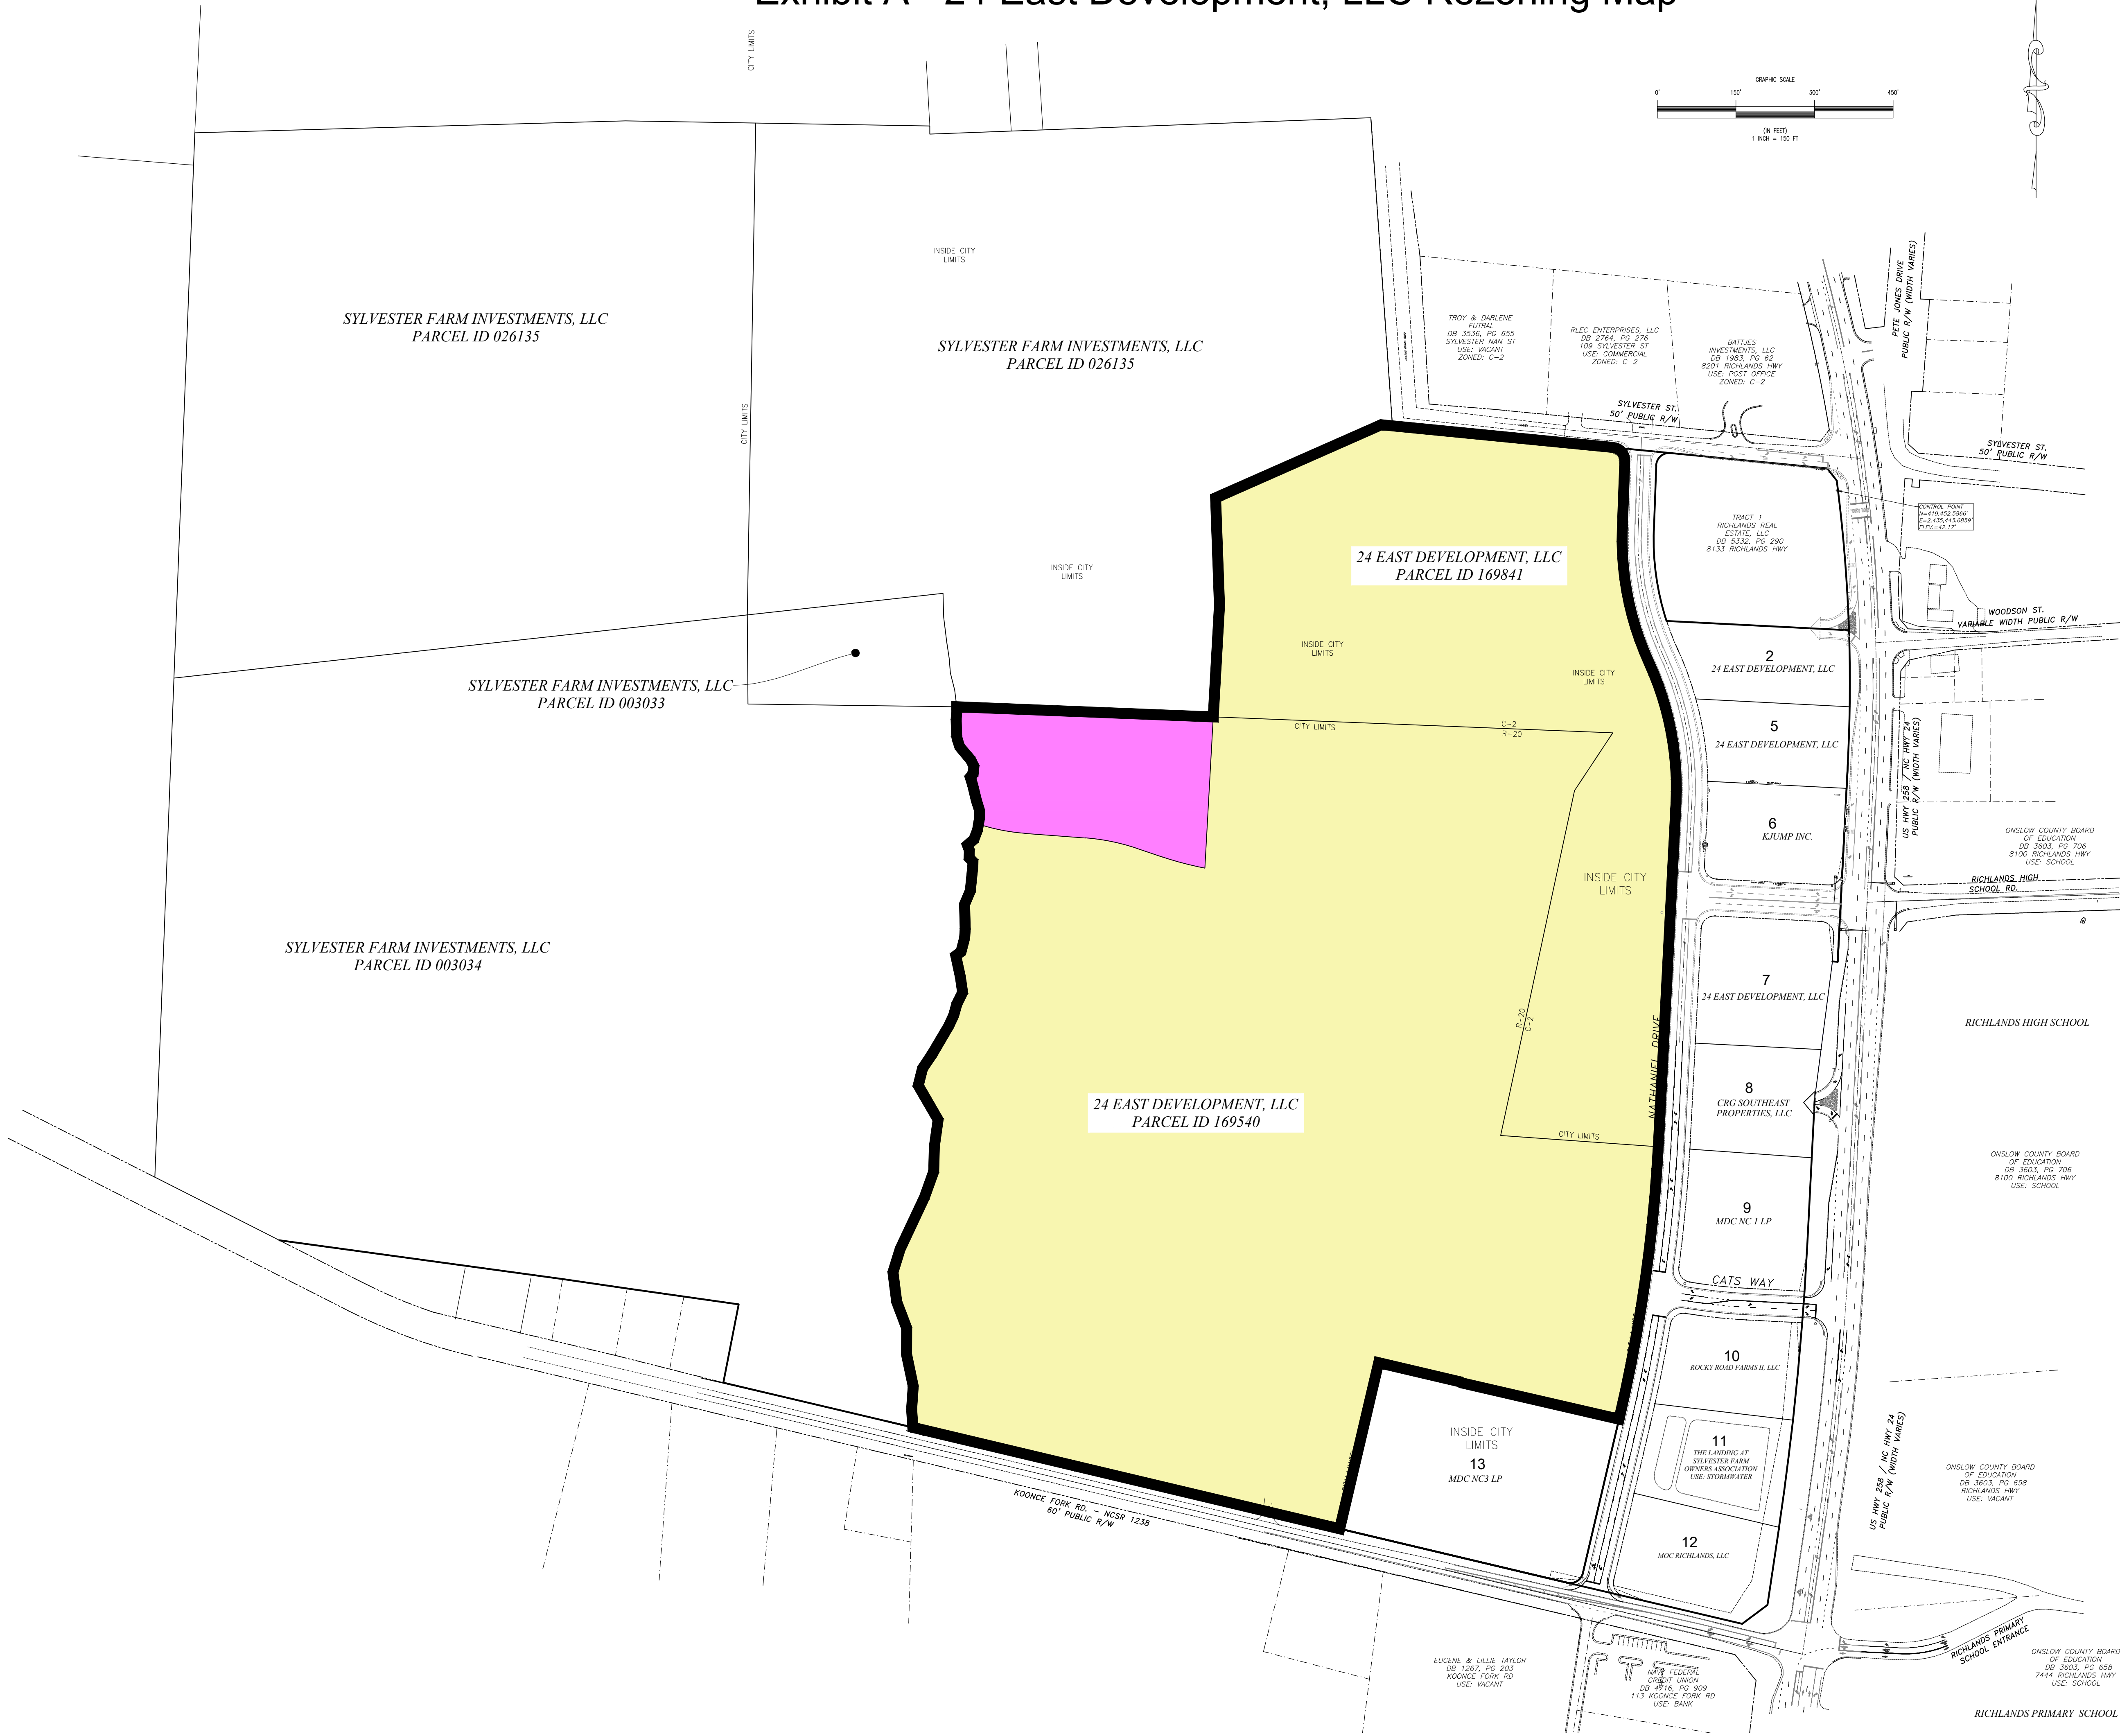 Exhibit A - 24 East Development, LLC Rezoning Map
CITY LIMITS
GRAPHIC SCALE
0' 150' 300' 450'
(IN FEET)
1 INCH = 150 FT
INSIDE CITY
LIMITS
SYLVESTER FARM INVESTMENTS, LLC
PARCEL ID 026135
SYLVESTER FARM INVESTMENTS, LLC
PARCEL ID 026135
CITY LIMITS
TROY & DARLENE
FUTRAL
DB 3536, PG 655
SYLVESTER NAN ST
USE: VACANT
ZONED: C-2
RLEC ENTERPRISES, LLC
DB 2764, PG 276
109 SYLVESTER ST
USE: COMMERCIAL
ZONED: C-2
BATTJES
INVESTMENTS, LLC
DB 1983, PG 62
8201 RICHLANDS HWY
USE: POST OFFICE
ZONED: C-2
PETE JONES DRIVE
PUBLIC R/W (WIDTH VARIES)
SYLVESTER ST.
50' PUBLIC R/W
SYLVESTER ST.
50' PUBLIC R/W
CONTROL POINT
N=419,452.5866'
E=2,435,443.6859'
ELEV.=42.17'
TRACT 1
RICHLANDS REAL
ESTATE, LLC
DB 5332, PG 290
8133 RICHLANDS HWY
24 EAST DEVELOPMENT, LLC
PARCEL ID 169841
INSIDE CITY
LIMITS
INSIDE CITY
LIMITS
INSIDE CITY
LIMITS
WOODSON ST.
VARIABLE WIDTH PUBLIC R/W
2
24 EAST DEVELOPMENT, LLC
SYLVESTER FARM INVESTMENTS, LLC
PARCEL ID 003033
CITY LIMITS
C-2
R-20
5
24 EAST DEVELOPMENT, LLC
US HWY 258 / NC HWY 24
PUBLIC R/W (WIDTH VARIES)
6
KJUMP INC.
ONSLOW COUNTY BOARD
OF EDUCATION
DB 3603, PG 706
8100 RICHLANDS HWY
USE: SCHOOL
INSIDE CITY
LIMITS
RICHLANDS HIGH
SCHOOL RD.
SYLVESTER FARM INVESTMENTS, LLC
PARCEL ID 003034
7
24 EAST DEVELOPMENT, LLC
R-20
C-2
RICHLANDS HIGH SCHOOL
NATHANIEL DRIVE
24 EAST DEVELOPMENT, LLC
PARCEL ID 169540
8
CRG SOUTHEAST
PROPERTIES, LLC
CITY LIMITS
ONSLOW COUNTY BOARD
OF EDUCATION
DB 3603, PG 706
8100 RICHLANDS HWY
USE: SCHOOL
9
MDC NC 1 LP
CATS WAY
10
ROCKY ROAD FARMS II, LLC
INSIDE CITY
LIMITS
13
MDC NC3 LP
11
THE LANDING AT
SYLVESTER FARM
OWNERS ASSOCIATION
USE: STORMWATER
US HWY 258 / NC HWY 24
PUBLIC R/W (WIDTH VARIES)
ONSLOW COUNTY BOARD
OF EDUCATION
DB 3603, PG 658
RICHLANDS HWY
USE: VACANT
KOONCE FORK RD. - NCSR 1238
60' PUBLIC R/W
12
MOC RICHLANDS, LLC
EUGENE & LILLIE TAYLOR
DB 1267, PG 203
KOONCE FORK RD
USE: VACANT
NAVY FEDERAL
CREDIT UNION
DB 4716, PG 909
113 KOONCE FORK RD
USE: BANK
RICHLANDS PRIMARY
SCHOOL ENTRANCE
ONSLOW COUNTY BOARD
OF EDUCATION
DB 3603, PG 658
7444 RICHLANDS HWY
USE: SCHOOL
RICHLANDS PRIMARY SCHOOL